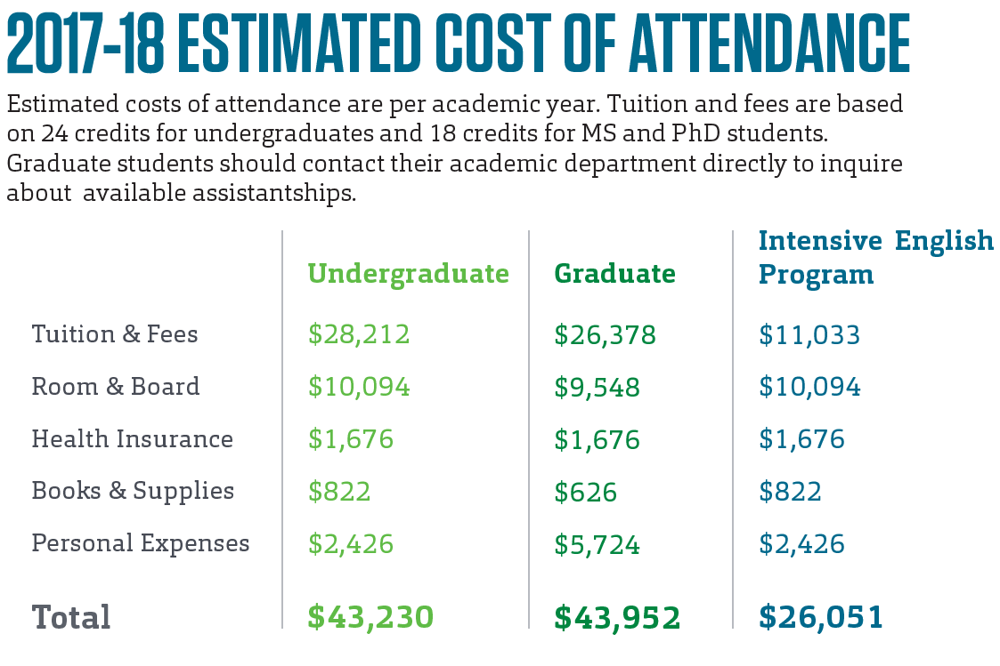 2017-18 ESTIMATED COST OF ATTENDANCE
Estimated costs of attendance are per academic year. Tuition and fees are based
on 24 credits for undergraduates and 18 credits for MS and PhD students.
Graduate students should contact their academic department directly to inquire
about  available assistantships.
Undergraduate Graduate Intensive English
Program
Tuition & Fees $28,212 $26,378 $11,033
Room & Board $10,094 $9,548 $10,094
Health Insurance $1,676 $1,676 $1,676
Books & Supplies $822 $626 $822
Personal Expenses $2,426 $5,724 $2,426
Total $43,230 $43,952 $26,051